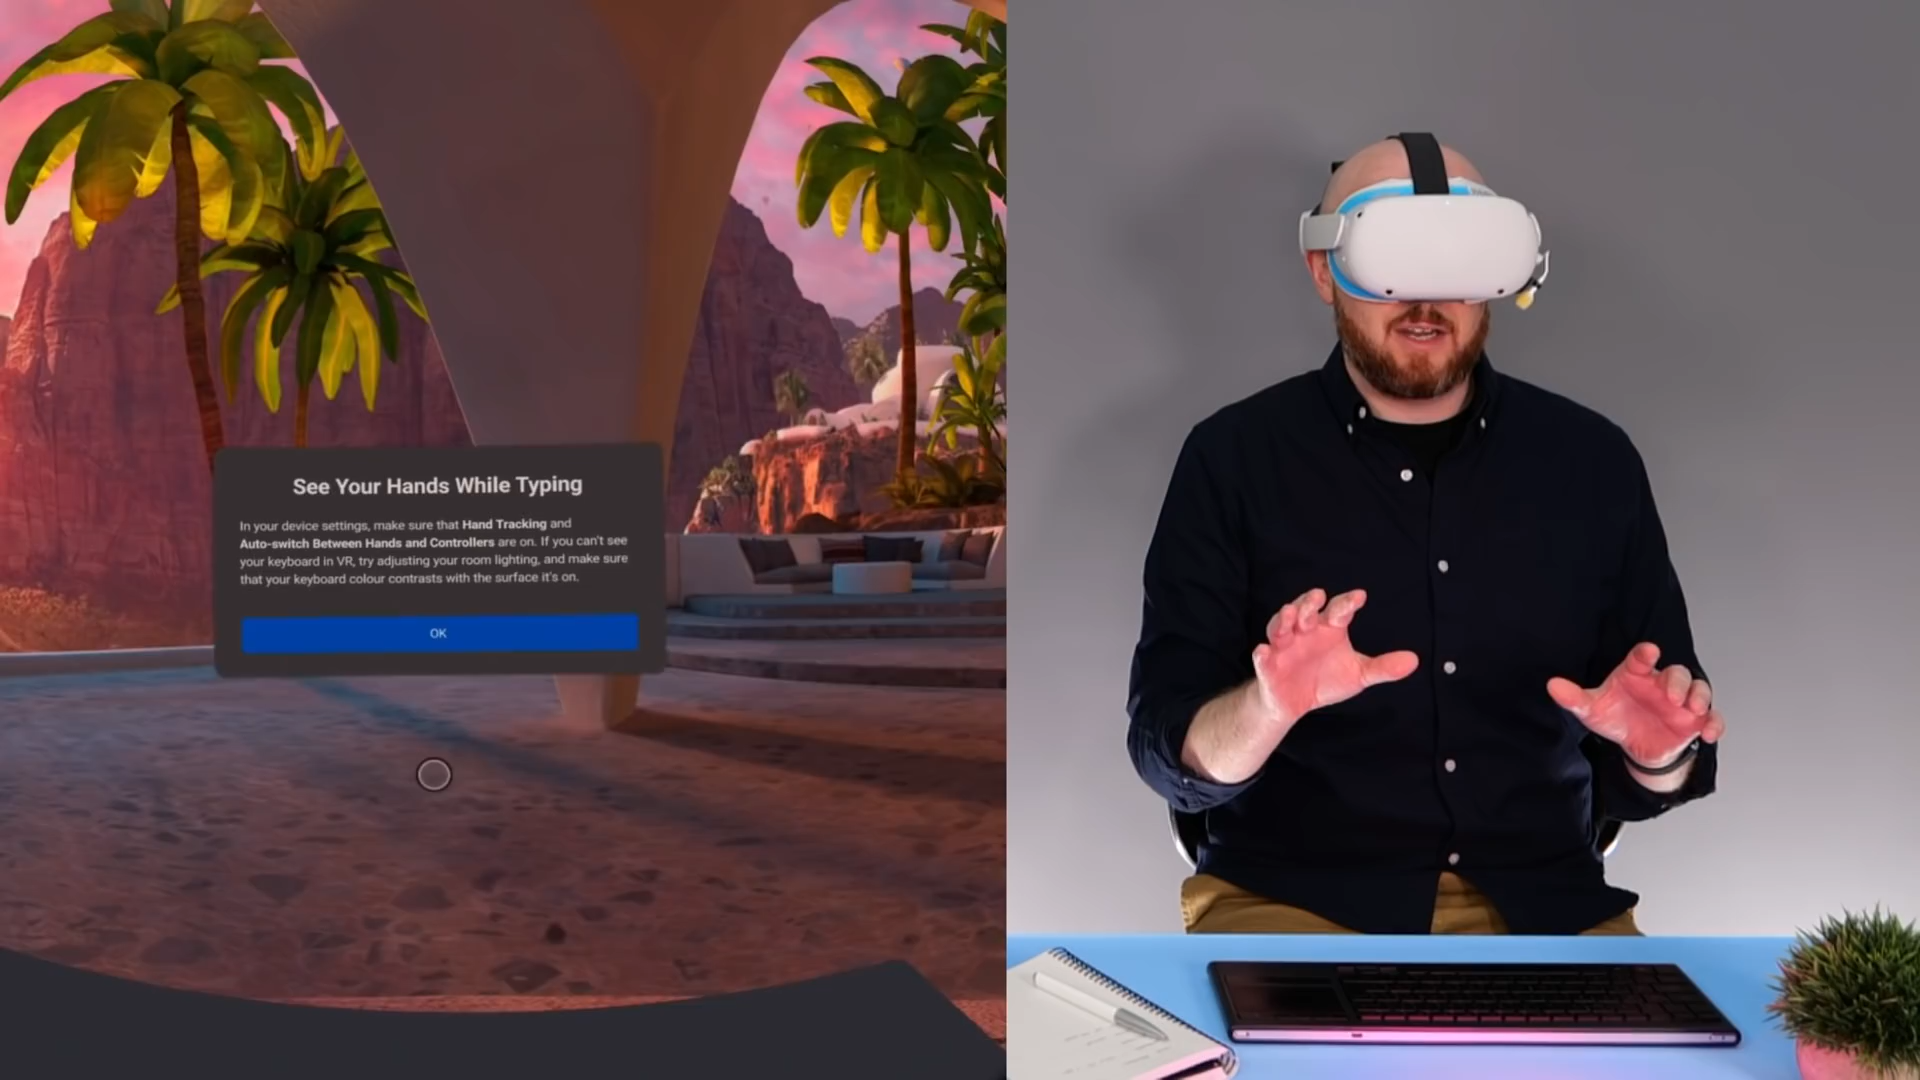 See Your Hands While Typing
In your device settings, make sure that Hand Tracking and
Auto-switch Between Hands and Controllers are on. If you can't see
your keyboard in VR, try adjusting your room lighting, and make sure
that your keyboard colour contrasts with the surface it's on.
OK